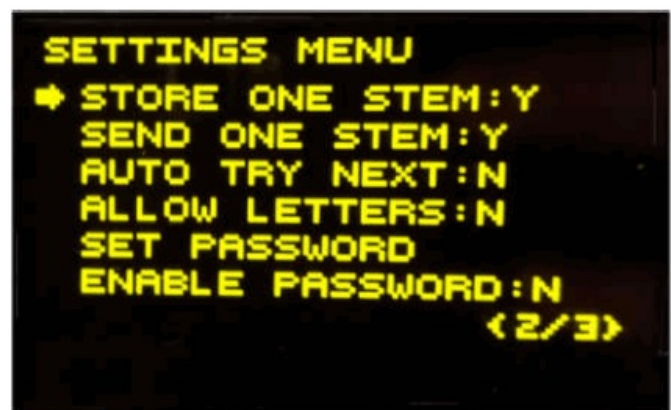 SETTINGS MENU
STORE ONE STEM:Y
SEND ONE STEM:Y
AUTO TRY NEXT:N
ALLOW LETTERS:N
SET PASSWORD
ENABLE PASSWORD:N
<2/3>